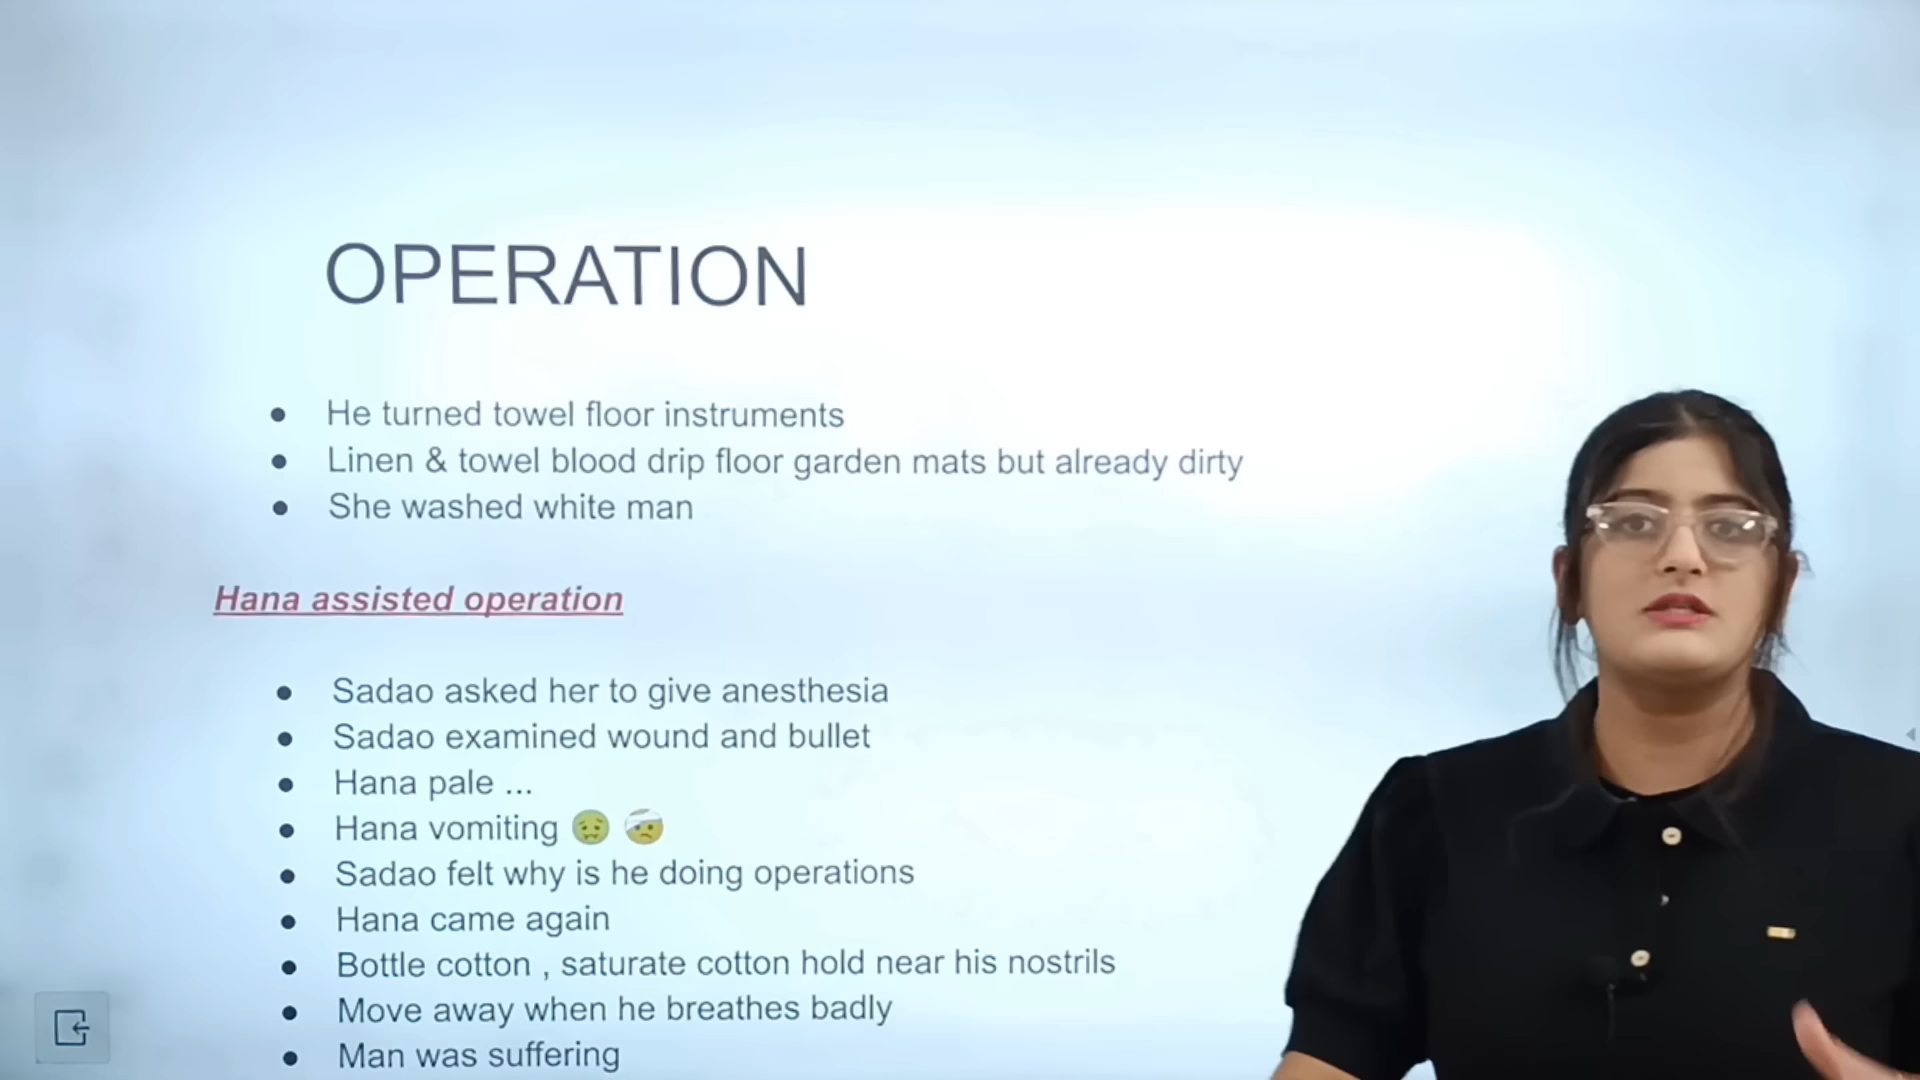 OPERATION
He turned towel floor instruments
Linen & towel blood drip floor garden mats but already dirty
She washed white man
Hana assisted operation
Sadao asked her to give anesthesia
Sadao examined wound and bullet
Hana pale ...
Hana vomiting 🤢 🤕
Sadao felt why is he doing operations
Hana came again
Bottle cotton , saturate cotton hold near his nostrils
Move away when he breathes badly
Man was suffering